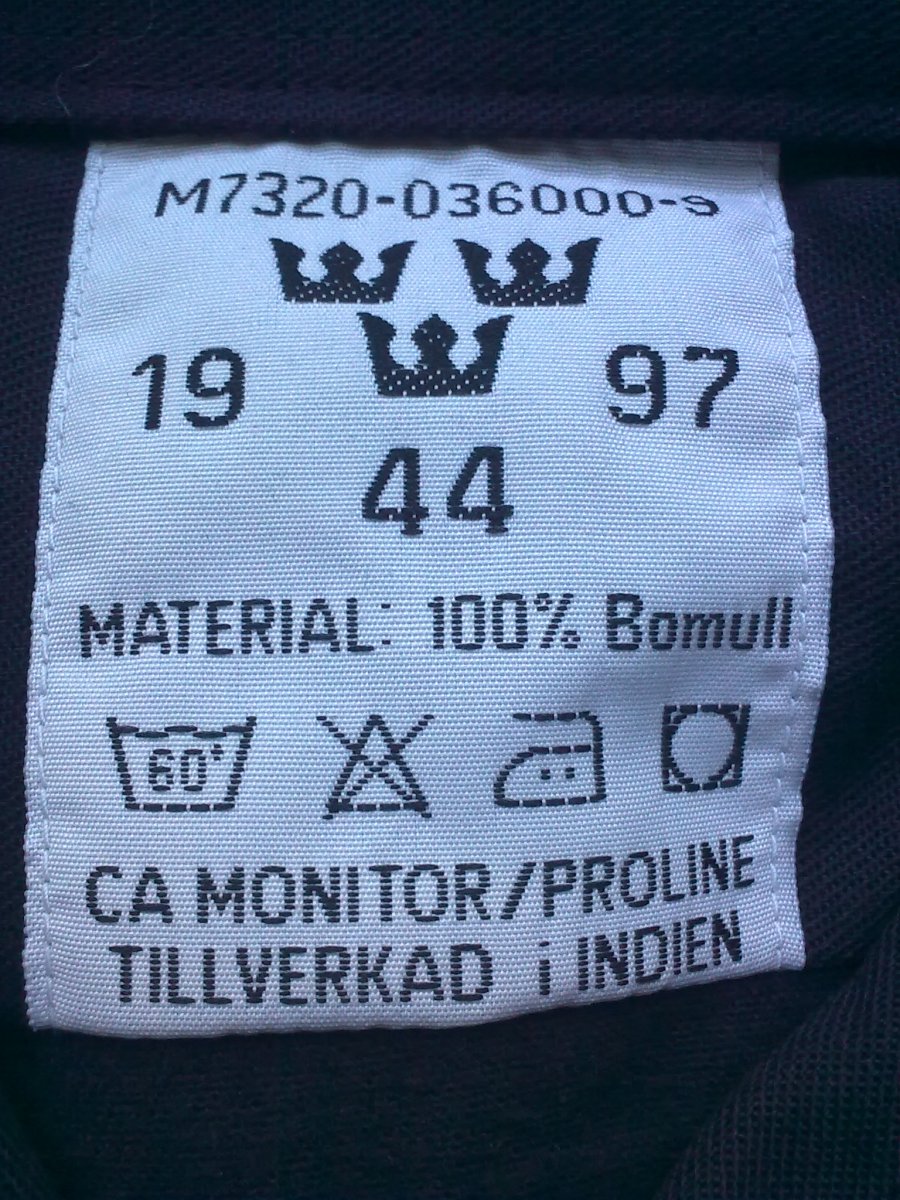 M7320-036000-9
19 97
44
MATERIAL: 100% Bomull
60°
CA MONITOR/PROLINE
TILLVERKAD i INDIEN